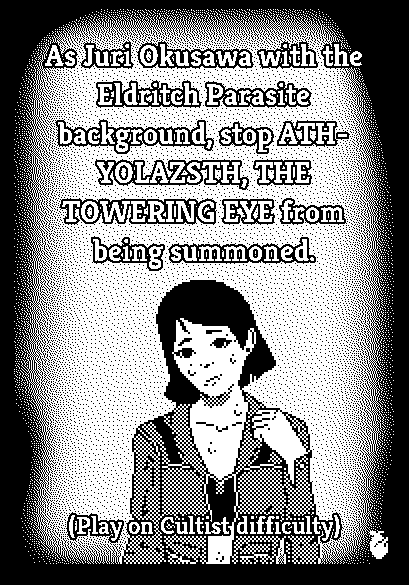 As Juri Okusawa with the
Eldritch Parasite
background, stop ATH-
YOLAZSTH, THE
TOWERING EYE from
being summoned.
(Play on Cultist difficulty)